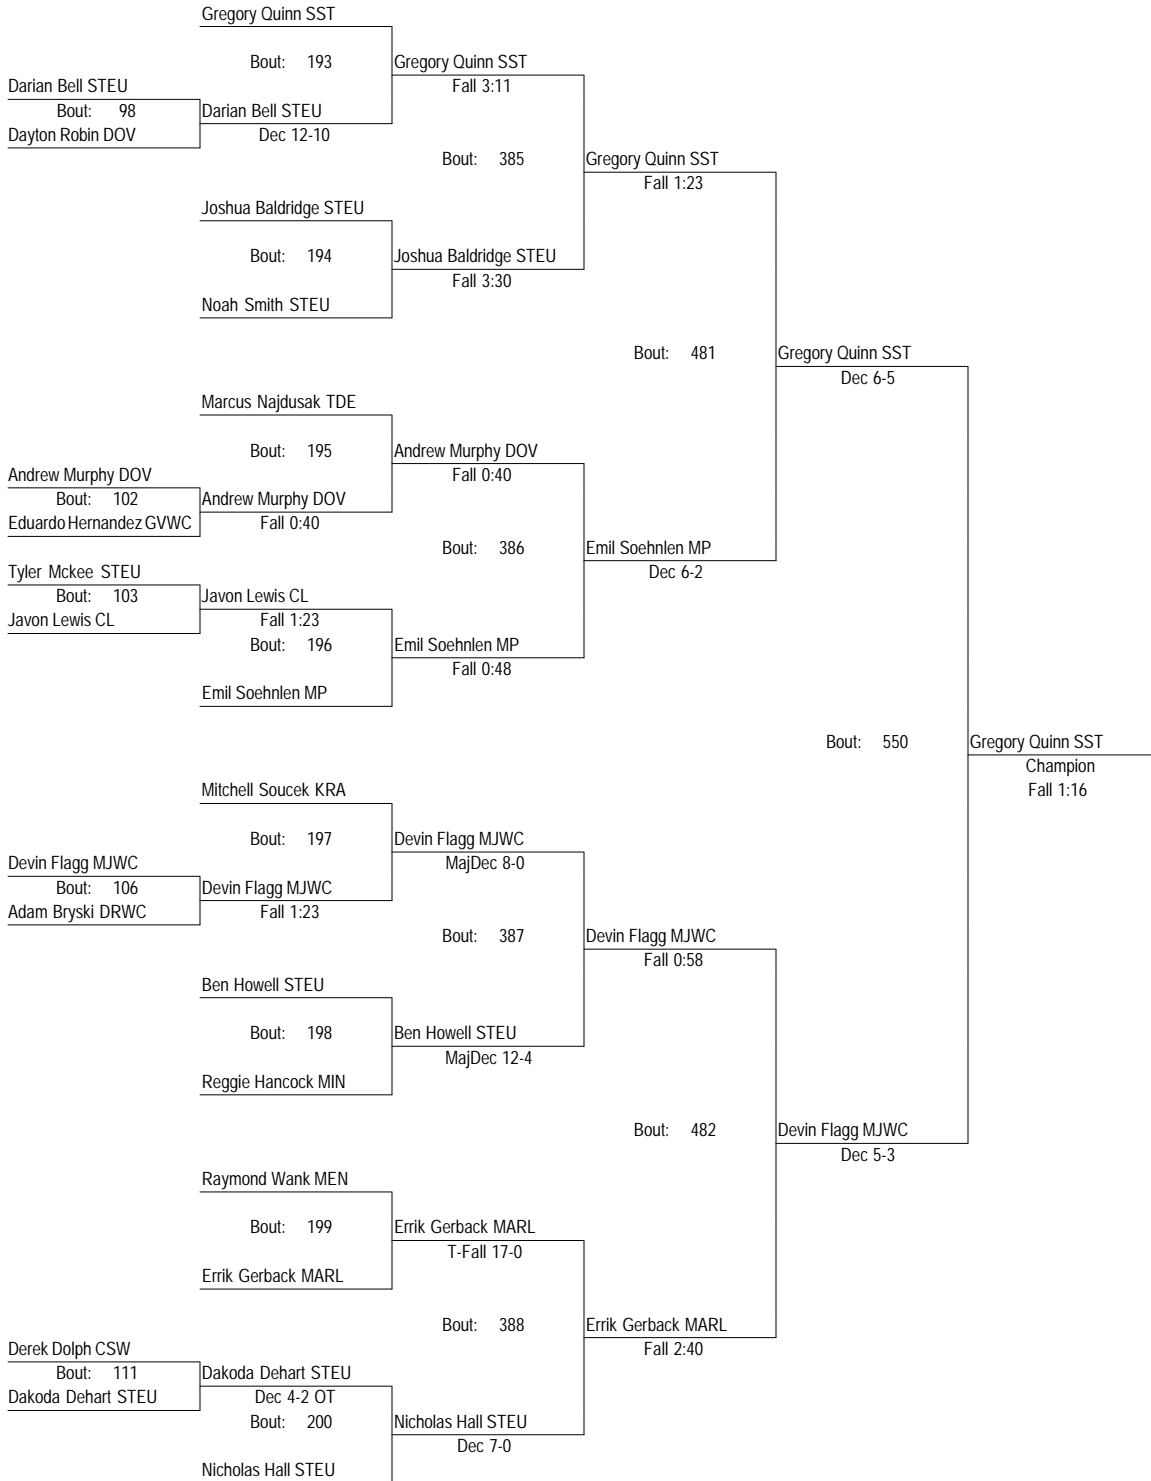 Gregory Quinn SST
Bout: 193
Gregory Quinn SST
Fall 3:11
Darian Bell STEU
Bout: 98
Darian Bell STEU
Dayton Robin DOV
Dec 12-10
Bout: 385
Gregory Quinn SST
Fall 1:23
Joshua Baldridge STEU
Bout: 194
Joshua Baldridge STEU
Fall 3:30
Noah Smith STEU
Bout: 481
Gregory Quinn SST
Dec 6-5
Marcus Najdusak TDE
Bout: 195
Andrew Murphy DOV
Fall 0:40
Andrew Murphy DOV
Bout: 102
Andrew Murphy DOV
Eduardo Hernandez GVWC
Fall 0:40
Bout: 386
Emil Soehnlen MP
Dec 6-2
Tyler Mckee STEU
Bout: 103
Javon Lewis CL
Javon Lewis CL
Fall 1:23
Bout: 196
Emil Soehnlen MP
Fall 0:48
Emil Soehnlen MP
Bout: 550
Gregory Quinn SST
Champion
Fall 1:16
Mitchell Soucek KRA
Bout: 197
Devin Flagg MJWC
MajDec 8-0
Devin Flagg MJWC
Bout: 106
Devin Flagg MJWC
Adam Bryski DRWC
Fall 1:23
Bout: 387
Devin Flagg MJWC
Fall 0:58
Ben Howell STEU
Bout: 198
Ben Howell STEU
MajDec 12-4
Reggie Hancock MIN
Bout: 482
Devin Flagg MJWC
Dec 5-3
Raymond Wank MEN
Bout: 199
Errik Gerback MARL
T-Fall 17-0
Errik Gerback MARL
Bout: 388
Errik Gerback MARL
Fall 2:40
Derek Dolph CSW
Bout: 111
Dakoda Dehart STEU
Dakoda Dehart STEU
Dec 4-2 OT
Bout: 200
Nicholas Hall STEU
Dec 7-0
Nicholas Hall STEU